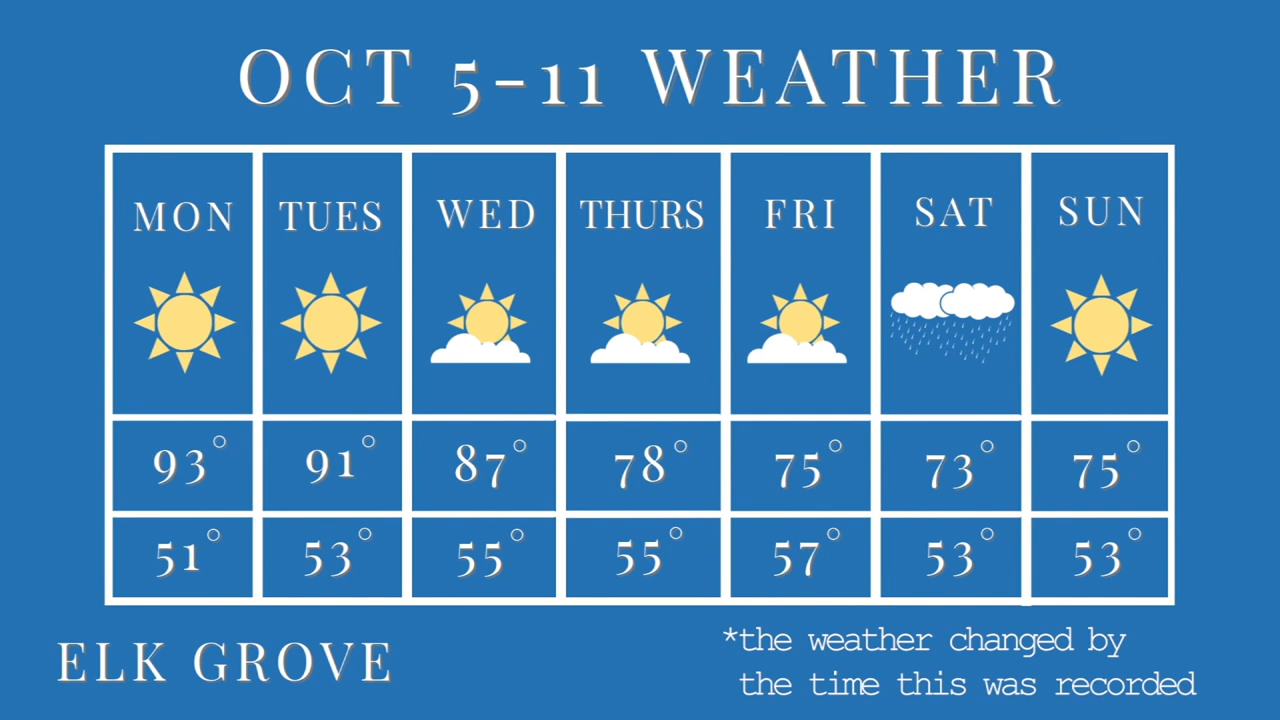 OCT 5-11 WEATHER
MON TUES WED THURS FRI SAT SUN
93° 91° 87° 78° 75° 73° 75°
51° 53° 55° 55° 57° 53° 53°
ELK GROVE
*the weather changed by
the time this was recorded